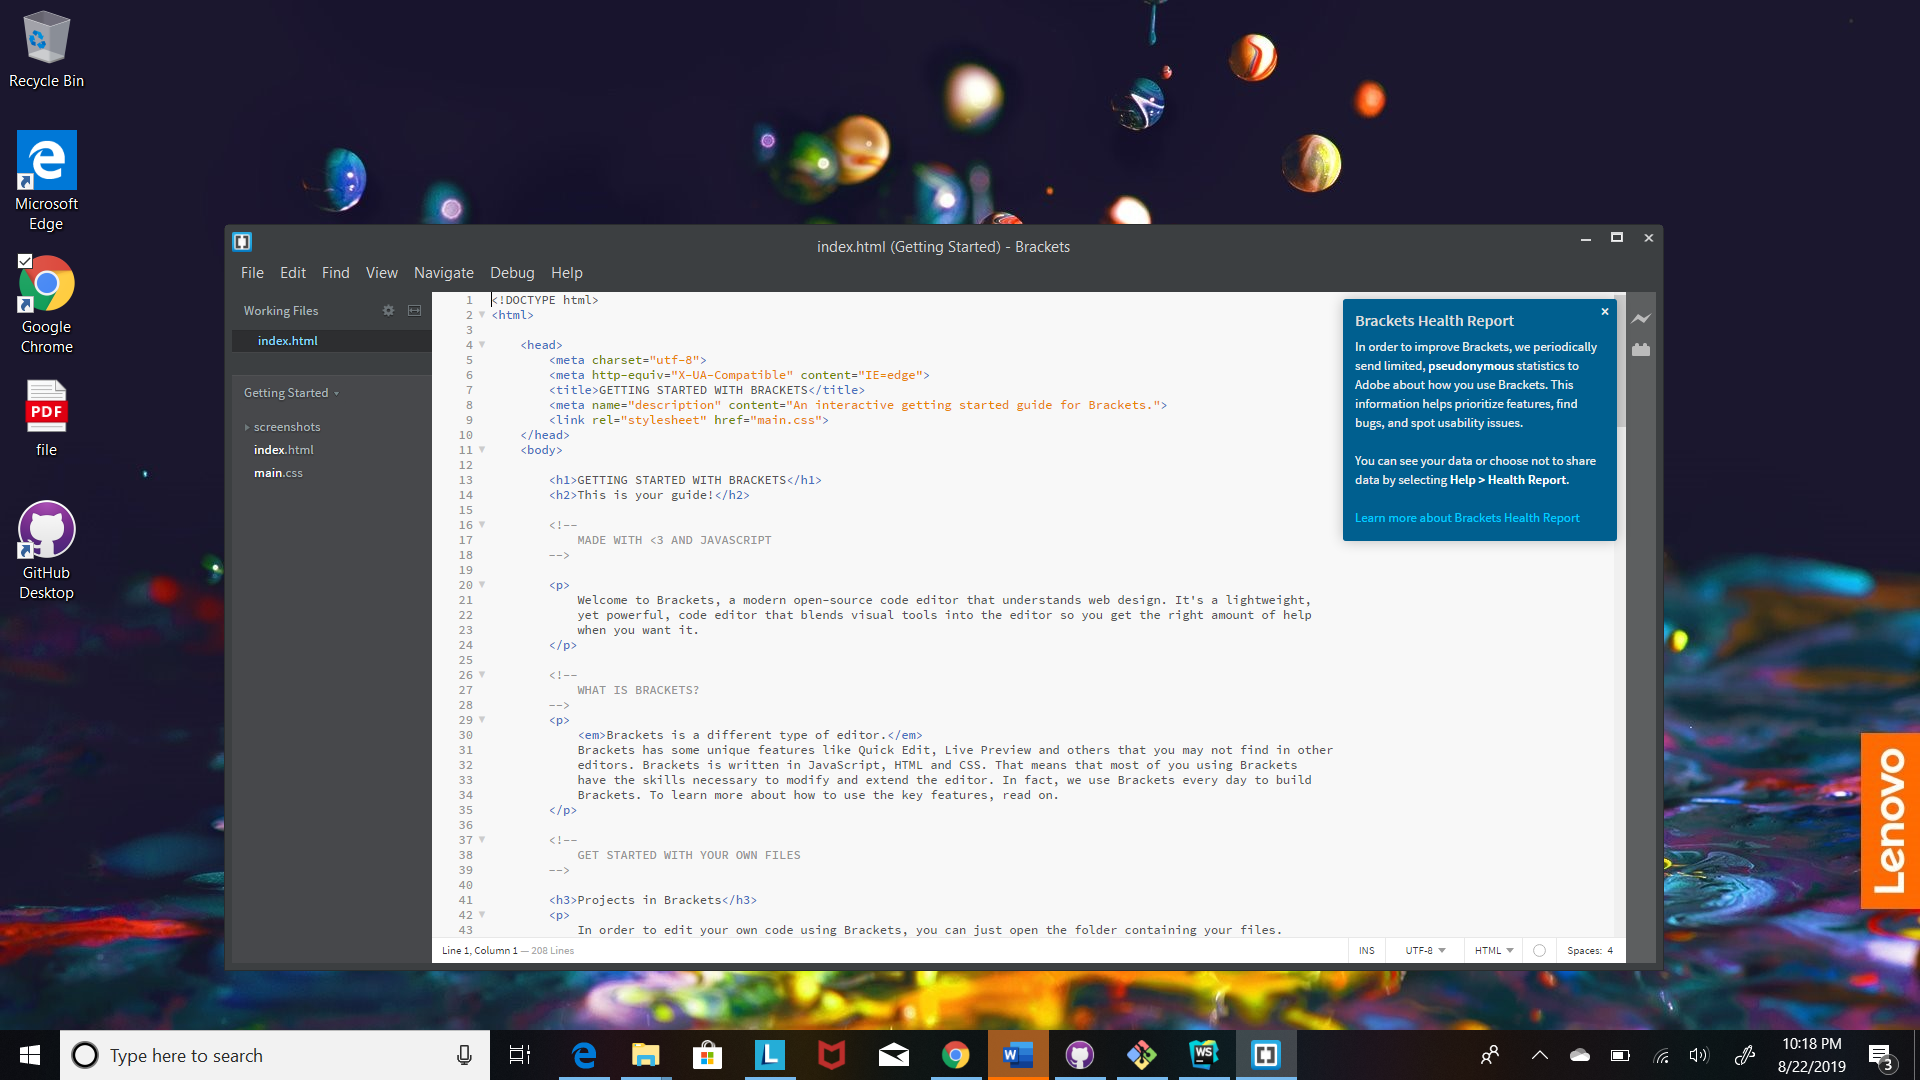 Recycle Bin
Microsoft
Edge
Google
Chrome
PDF
file
GitHub
Desktop
index.html (Getting Started) - Brackets
File Edit Find View Navigate Debug Help
Working Files
index.html
Getting Started
screenshots
index.html
main.css
1 <!DOCTYPE html>
2 <html>
3
4 <head>
5 <meta charset="utf-8">
6 <meta http-equiv="X-UA-Compatible" content="IE=edge">
7 <title>GETTING STARTED WITH BRACKETS</title>
8 <meta name="description" content="An interactive getting started guide for Brackets.">
9 <link rel="stylesheet" href="main.css">
10 </head>
11 <body>
12
13 <h1>GETTING STARTED WITH BRACKETS</h1>
14 <h2>This is your guide!</h2>
15
16 <!--
17 MADE WITH <3 AND JAVASCRIPT
18 -->
19
20 <p>
21 Welcome to Brackets, a modern open-source code editor that understands web design. It's a lightweight,
22 yet powerful, code editor that blends visual tools into the editor so you get the right amount of help
23 when you want it.
24 </p>
25
26 <!--
27 WHAT IS BRACKETS?
28 -->
29 <p>
30 <em>Brackets is a different type of editor.</em>
31 Brackets has some unique features like Quick Edit, Live Preview and others that you may not find in other
32 editors. Brackets is written in JavaScript, HTML and CSS. That means that most of you using Brackets
33 have the skills necessary to modify and extend the editor. In fact, we use Brackets every day to build
34 Brackets. To learn more about how to use the key features, read on.
35 </p>
36
37 <!--
38 GET STARTED WITH YOUR OWN FILES
39 -->
40
41 <h3>Projects in Brackets</h3>
42 <p>
43 In order to edit your own code using Brackets, you can just open the folder containing your files.
Brackets Health Report
In order to improve Brackets, we periodically
send limited, pseudonymous statistics to
Adobe about how you use Brackets. This
information helps prioritize features, find
bugs, and spot usability issues.
You can see your data or choose not to share
data by selecting Help > Health Report.
Learn more about Brackets Health Report
Line 1, Column 1 — 208 Lines
INS UTF-8 HTML Spaces: 4
Lenovo
Type here to search
L
W
WS
10:18 PM
8/22/2019
3